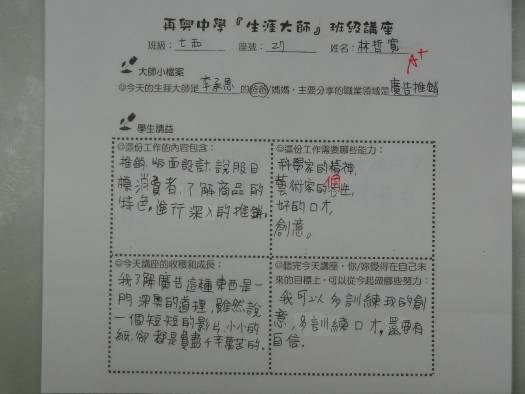 再興中學『生涯大師』班級講座
班級：七西 座號：27 姓名：林哲寬
A+
大師小檔案
☺今天的生涯大師是 李承恩 的爸爸/媽媽，主要分享的職業領域是 廣告推銷
學生請益
☺這份工作的內容包含：
推銷，版面設計，說服目
標消費者，了解商品的
特色，進行深入的推銷。
☺這份工作需要哪些能力：
科學家的精神，
藝術家的個性，
好的口才，
創意。
☺今天講座的收穫和成長：
我了解廣告這種東西是一
門深奧的道理，雖然說
一個短短的影片，小小的
紙，卻都是費盡千辛萬苦的。
☺聽完今天講座，你/妳覺得在自己未
來的目標上，可以從今起做哪些努力：
我可以多訓練我的創
意，多訓練口才，還要有
自信。